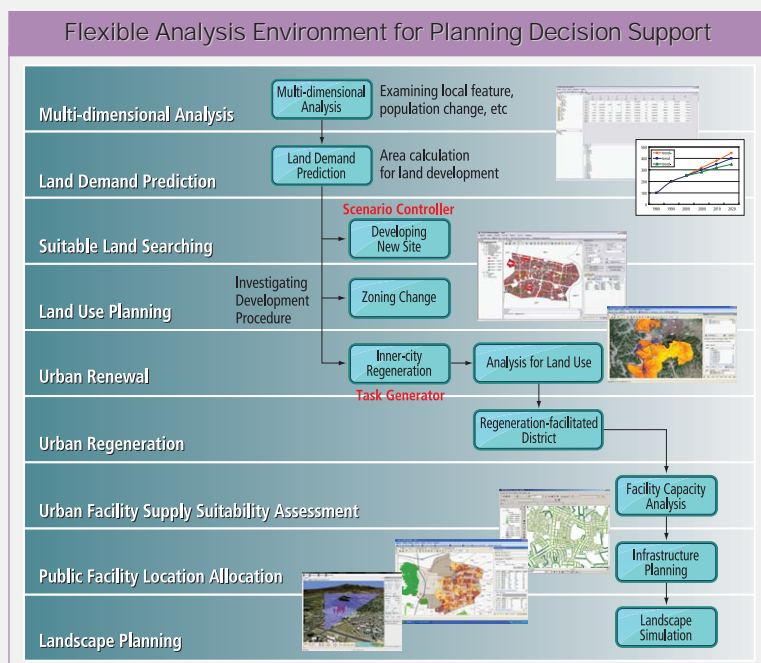 Flexible Analysis Environment for Planning Decision Support
Multi-dimensional Analysis
Multi-dimensional
Analysis
Examining local feature,
population change, etc
Land Demand Prediction
Land Demand
Prediction
Area calculation
for land development
Suitable Land Searching
Scenario Controller
Developing
New Site
Land Use Planning
Investigating
Development
Procedure
Zoning Change
Urban Renewal
Inner-city
Regeneration
Task Generator
Analysis for Land Use
Urban Regeneration
Regeneration-facilitated
District
Urban Facility Supply Suitability Assessment
Facility Capacity
Analysis
Public Facility Location Allocation
Infrastructure
Planning
Landscape Planning
Landscape
Simulation